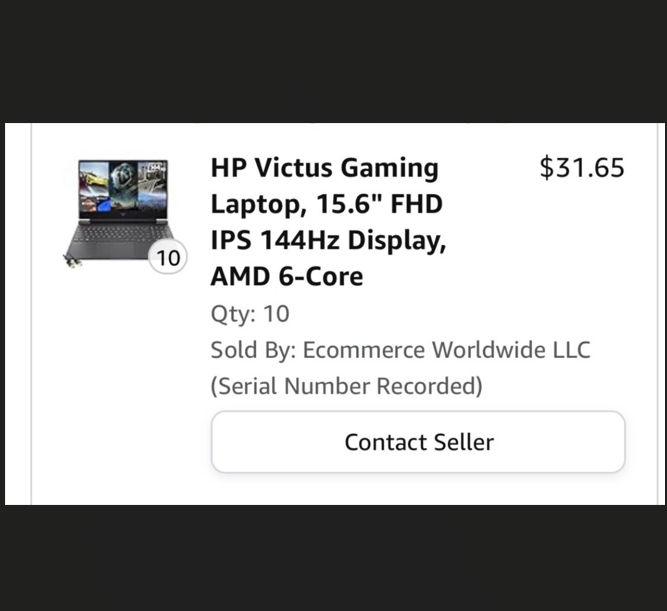 HP Victus Gaming $31.65
Laptop, 15.6" FHD
IPS 144Hz Display,
AMD 6-Core
10
Qty: 10
Sold By: Ecommerce Worldwide LLC
(Serial Number Recorded)
Contact Seller